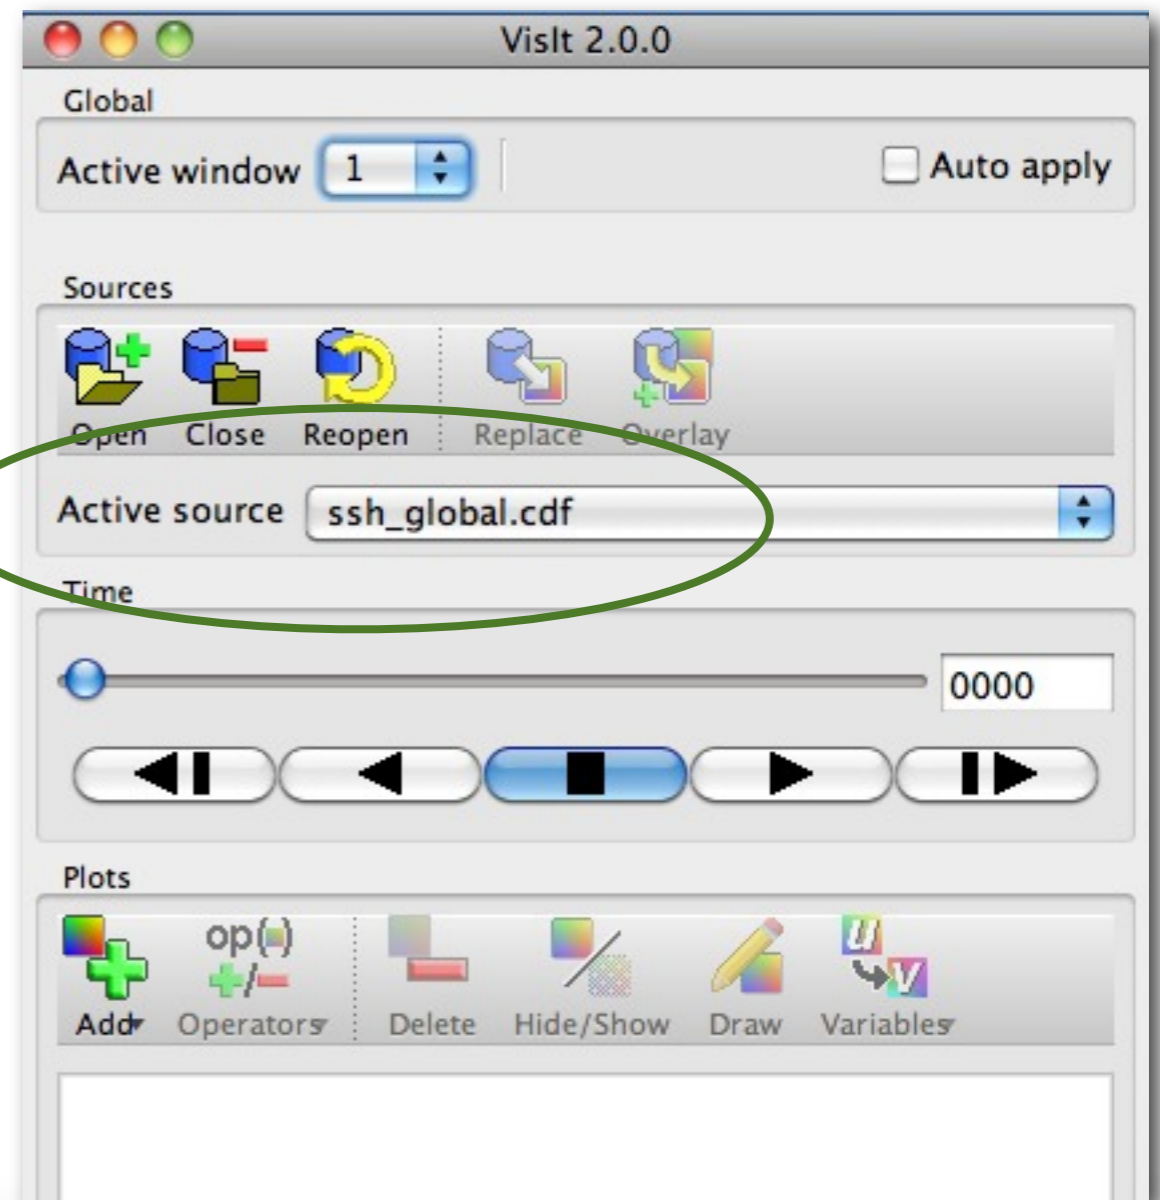 VisIt 2.0.0
Global
Active window 1 Auto apply
Sources
Open Close Reopen Replace Overlay
Active source ssh_global.cdf
Time
0000
Plots
op( )
+/−
u
v
Add Operators Delete Hide/Show Draw Variables